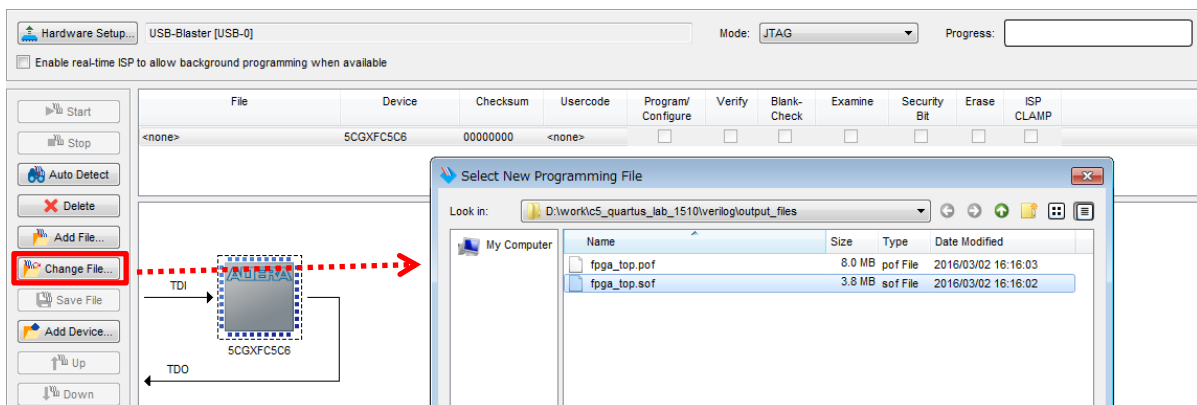 Hardware Setup... USB-Blaster [USB-0] Mode: JTAG Progress:
Enable real-time ISP to allow background programming when available
Start
Stop
Auto Detect
Delete
Add File...
Change File...
Save File
Add Device...
Up
Down
File Device Checksum Usercode Program/ Configure Verify Blank- Check Examine Security Bit Erase ISP CLAMP
<none> 5CGXFC5C6 00000000 <none>
TDI
ALTERA
5CGXFC5C6
TDO
Select New Programming File
Look in: D:\work\c5_quartus_lab_1510\verilog\output_files
My Computer
Name Size Type Date Modified
fpga_top.pof 8.0 MB pof File 2016/03/02 16:16:03
fpga_top.sof 3.8 MB sof File 2016/03/02 16:16:02